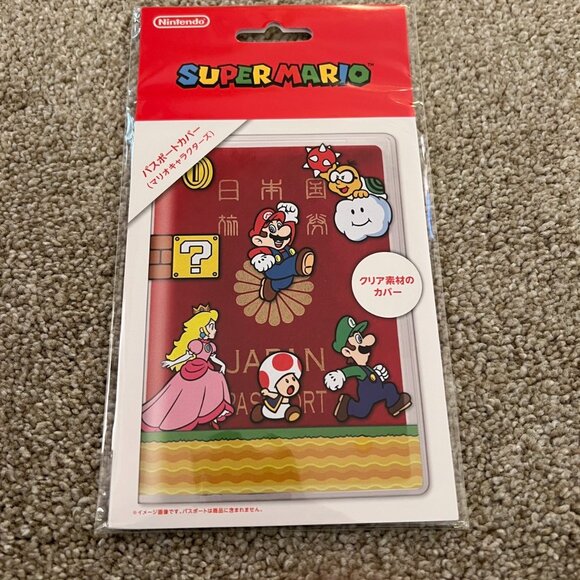 Nintendo
SUPER MARIO™
パスポートカバー
(マリオキャラクターズ)
日本国
旅券
?
クリア素材の
カバー
JAPAN
PASSPORT
※イメージ画像です。パスポートは商品に含まれません。